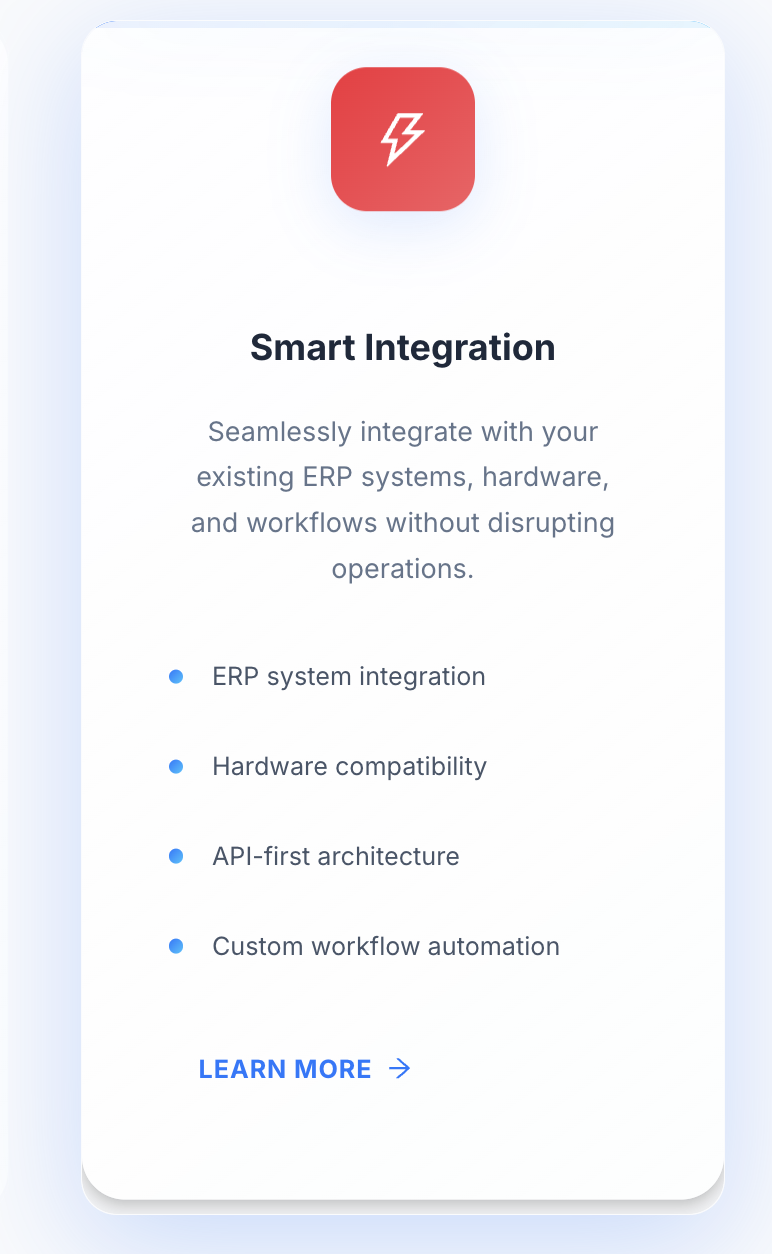 Smart Integration
Seamlessly integrate with your
existing ERP systems, hardware,
and workflows without disrupting
operations.
ERP system integration
Hardware compatibility
API-first architecture
Custom workflow automation
LEARN MORE →